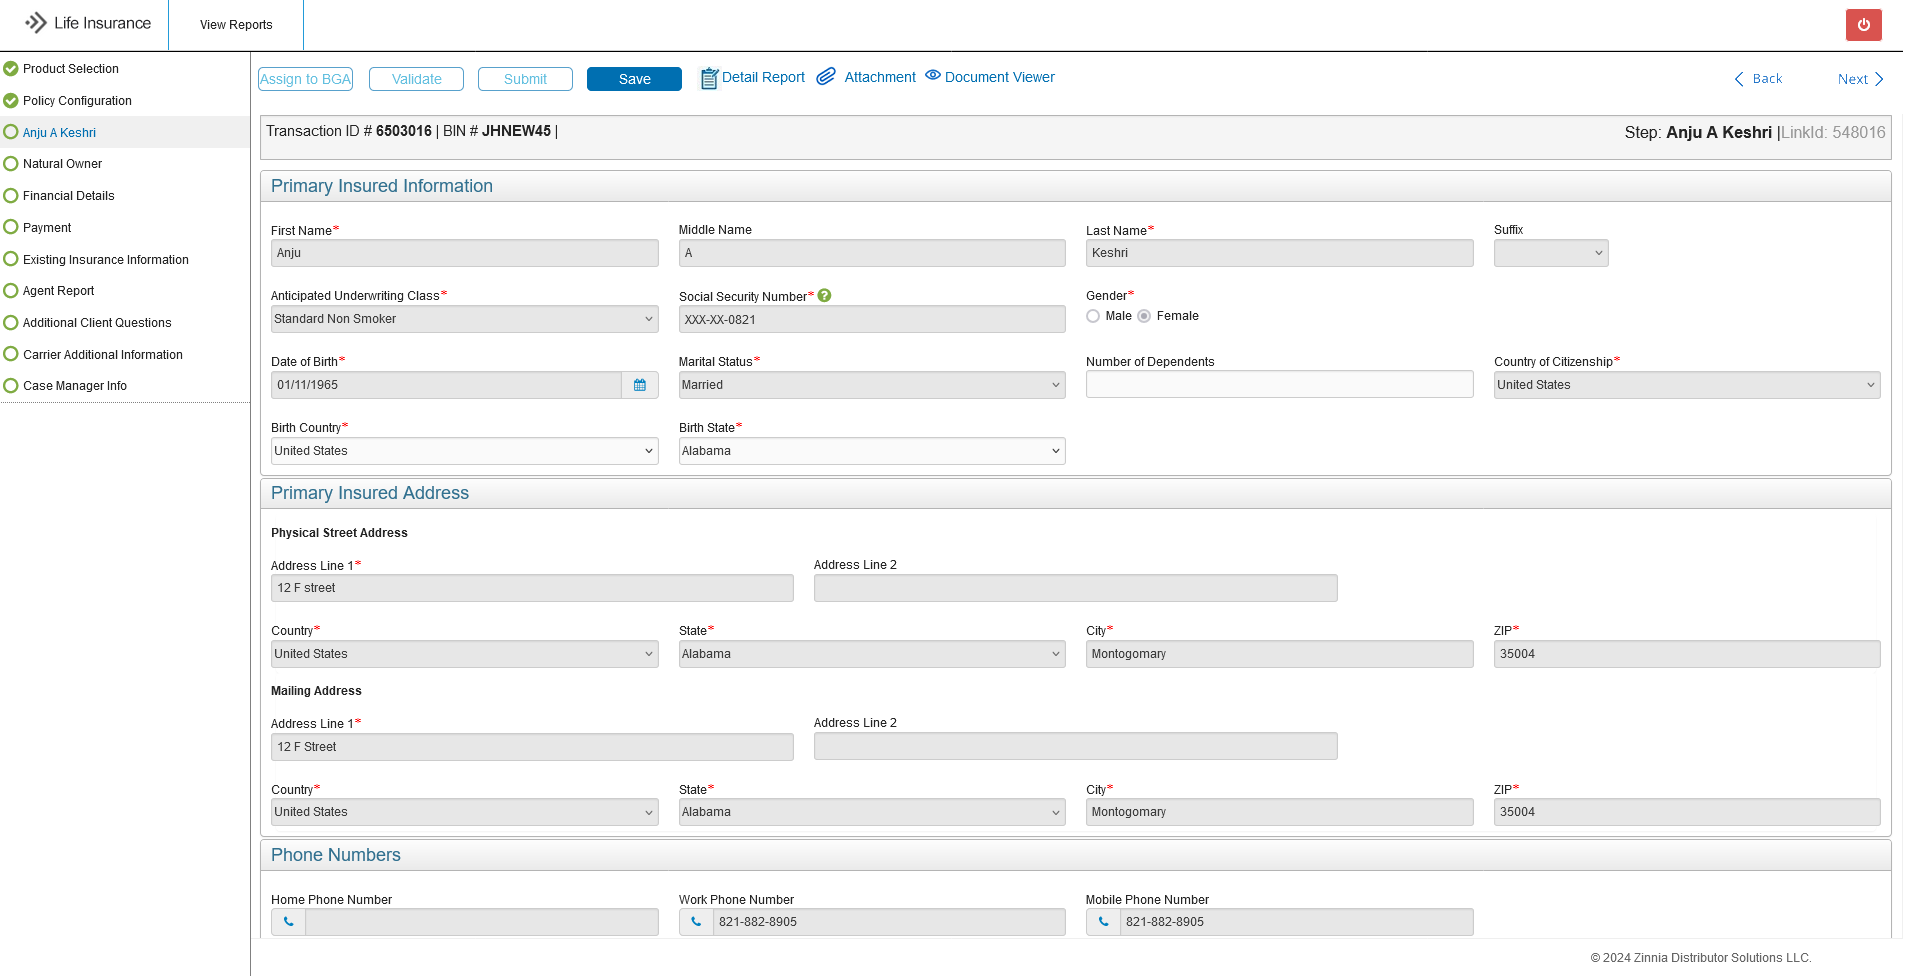 Life Insurance
View Reports
Product Selection
Policy Configuration
Anju A Keshri
Natural Owner
Financial Details
Payment
Existing Insurance Information
Agent Report
Additional Client Questions
Carrier Additional Information
Case Manager Info
Assign to BGA Validate Submit Save Detail Report Attachment Document Viewer Back Next
Transaction ID # 6503016 | BIN # JHNEW45 | Step: Anju A Keshri |LinkId: 548016
Primary Insured Information
First Name* Middle Name Last Name* Suffix
Anju A Keshri
Anticipated Underwriting Class* Social Security Number* ? Gender*
Standard Non Smoker XXX-XX-0821 Male Female
Date of Birth* Marital Status* Number of Dependents Country of Citizenship*
01/11/1965 Married United States
Birth Country* Birth State*
United States Alabama
Primary Insured Address
Physical Street Address
Address Line 1* Address Line 2
12 F street
Country* State* City* ZIP*
United States Alabama Montogomary 35004
Mailing Address
Address Line 1* Address Line 2
12 F Street
Country* State* City* ZIP*
United States Alabama Montogomary 35004
Phone Numbers
Home Phone Number Work Phone Number Mobile Phone Number
821-882-8905 821-882-8905
© 2024 Zinnia Distributor Solutions LLC.